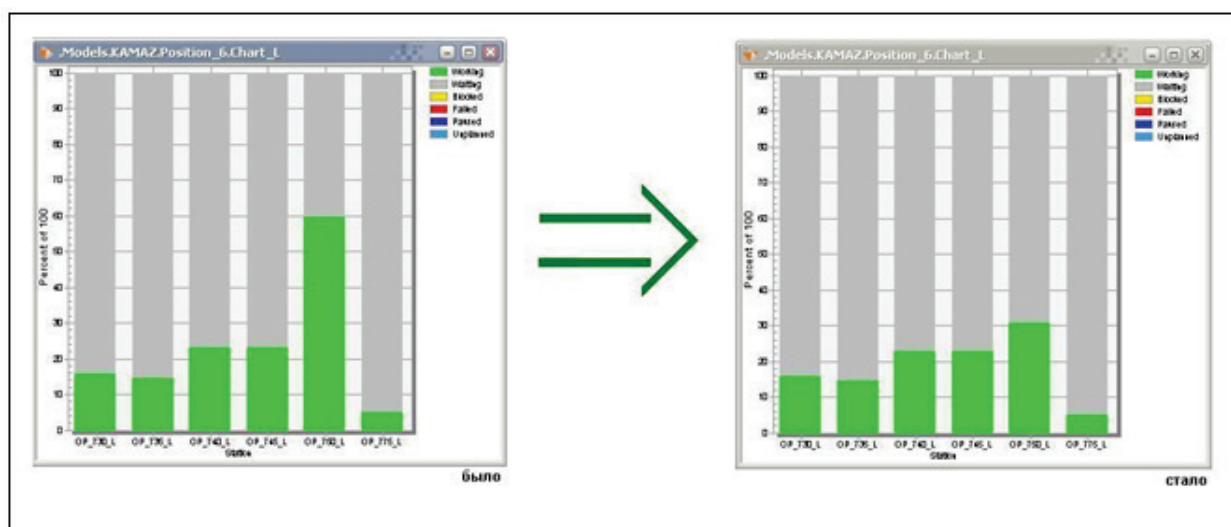 .Models.KAMAZ.Position_6.Chart_L
Working
Waiting
Blocked
Failed
Paused
Unplanned
Percent of 100
100
90
80
70
60
50
40
30
20
10
0
OP_730_L OP_735_L OP_740_L OP_745_L OP_750_L OP_775_L
Station
было
.Models.KAMAZ.Position_6.Chart_L
Working
Waiting
Blocked
Failed
Paused
Unplanned
Percent of 100
100
90
80
70
60
50
40
30
20
10
0
OP_730_L OP_735_L OP_740_L OP_745_L OP_750_L OP_775_L
Station
стало